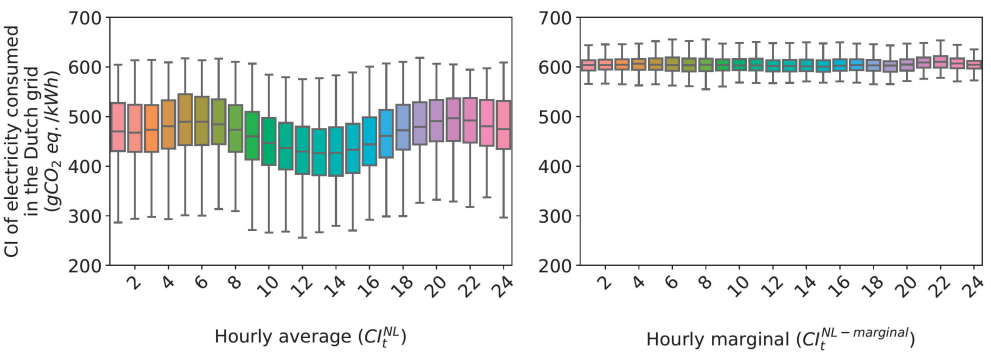 CI of electricity consumed
in the Dutch grid
(gCO₂ eq./kWh)
700
600
500
400
300
200
2 4 6 8 10 12 14 16 18 20 22 24
Hourly average (CIₜᴺᴸ)
700
600
500
400
300
200
2 4 6 8 10 12 14 16 18 20 22 24
Hourly marginal (CI_t^{NL−marginal})